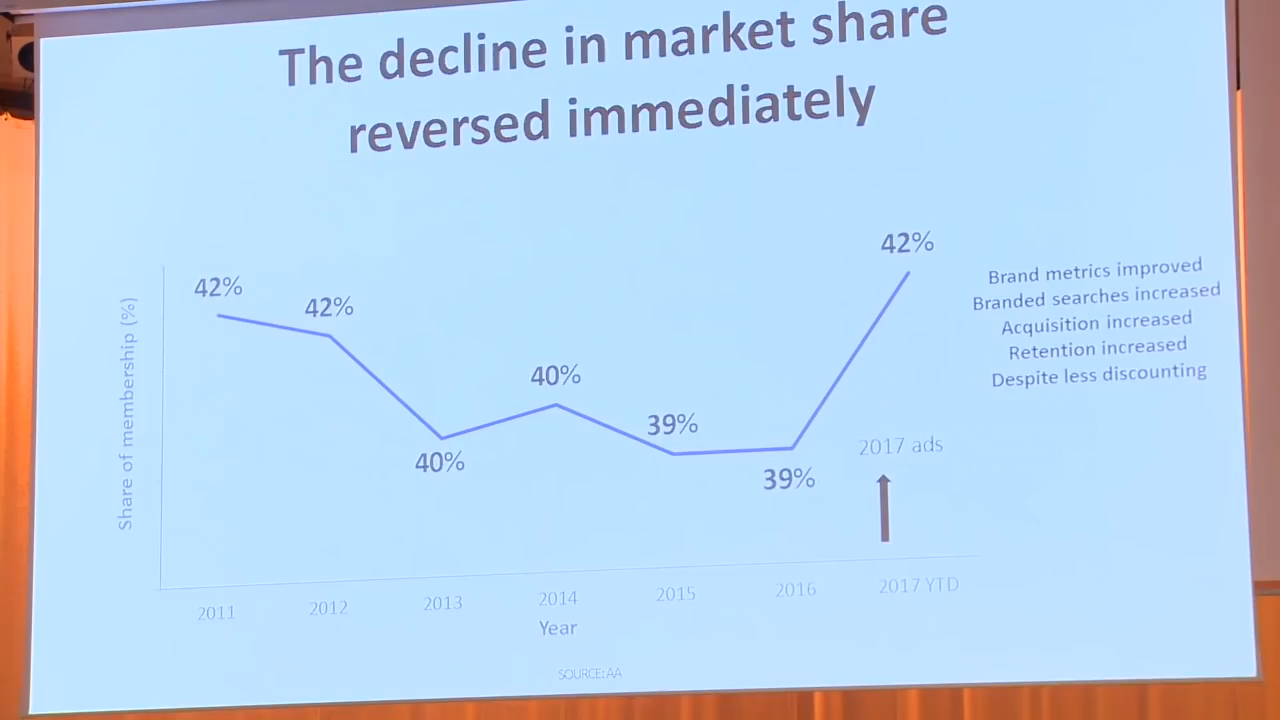 The decline in market share
reversed immediately
42%
42%
40%
40%
39%
39%
42%
Brand metrics improved
Branded searches increased
Acquisition increased
Retention increased
Despite less discounting
2017 ads
Share of membership (%)
2011
2012
2013
2014
2015
2016
2017 YTD
Year
SOURCE: AA